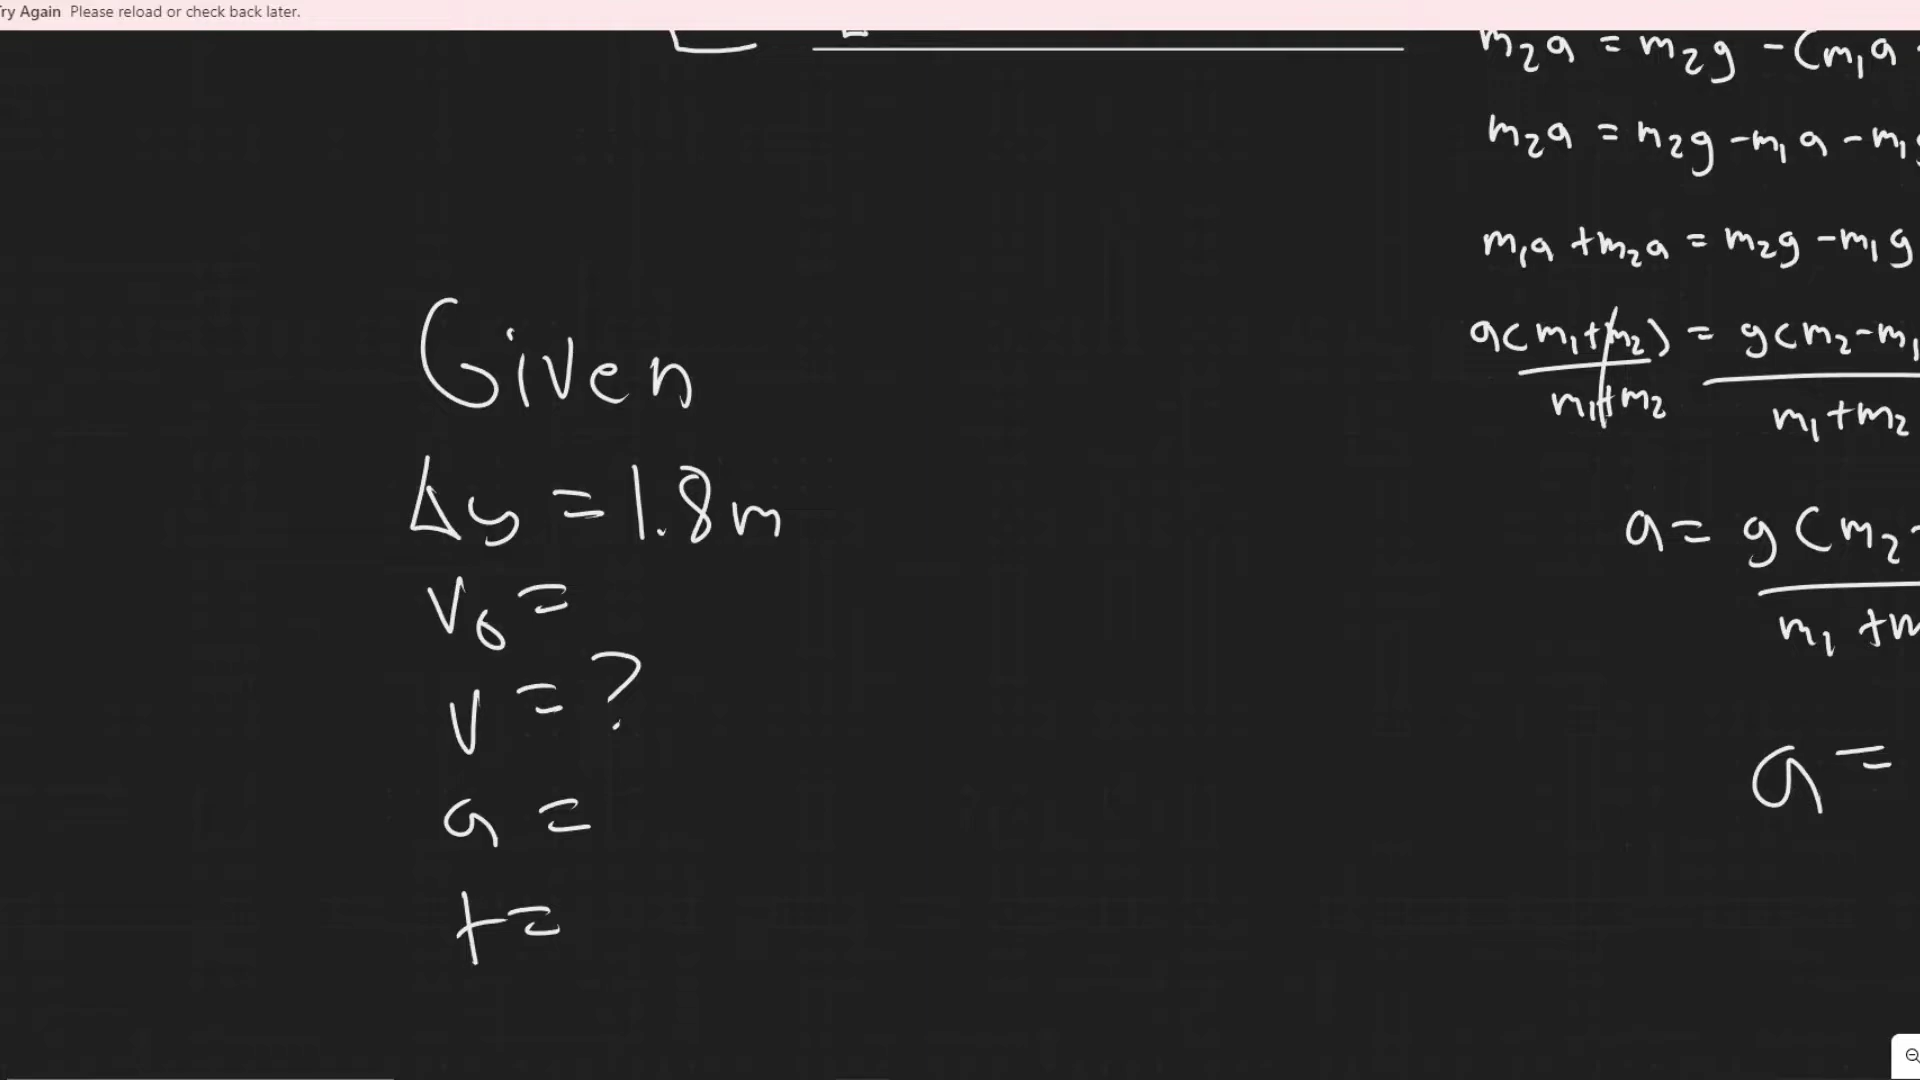 Try Again Please reload or check back later.
m₂a = m₂g - (m₁a
m₂a = m₂g - m₁a - m₁g
m₁a + m₂a = m₂g - m₁g
a(m₁+m₂) = g(m₂-m₁
m₁+m₂ m₁+m₂
a = g(m₂-
m₁ + m
a =
Given
Δy = 1.8m
v₀ =
v = ?
a =
t =